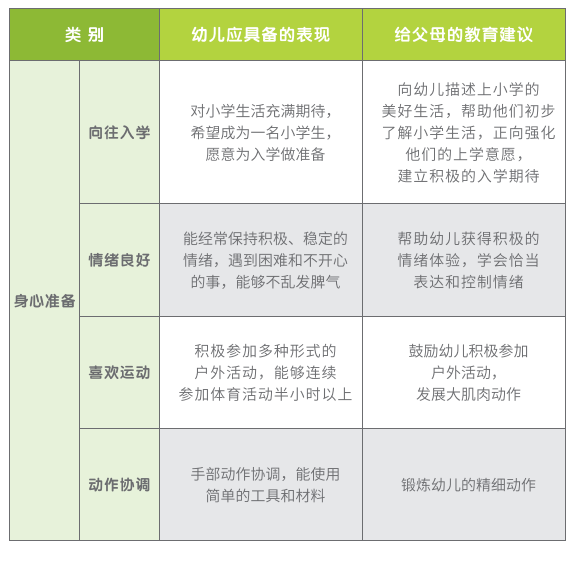 类 别
幼儿应具备的表现
给父母的教育建议
身心准备
向往入学
对小学生活充满期待，
希望成为一名小学生，
愿意为入学做准备
向幼儿描述上小学的
美好生活，帮助他们初步
了解小学生活，正向强化
他们的上学意愿，
建立积极的入学期待
情绪良好
能经常保持积极、稳定的
情绪，遇到困难和不开心
的事，能够不乱发脾气
帮助幼儿获得积极的
情绪体验，学会恰当
表达和控制情绪
喜欢运动
积极参加多种形式的
户外活动，能够连续
参加体育活动半小时以上
鼓励幼儿积极参加
户外活动，
发展大肌肉动作
动作协调
手部动作协调，能使用
简单的工具和材料
锻炼幼儿的精细动作